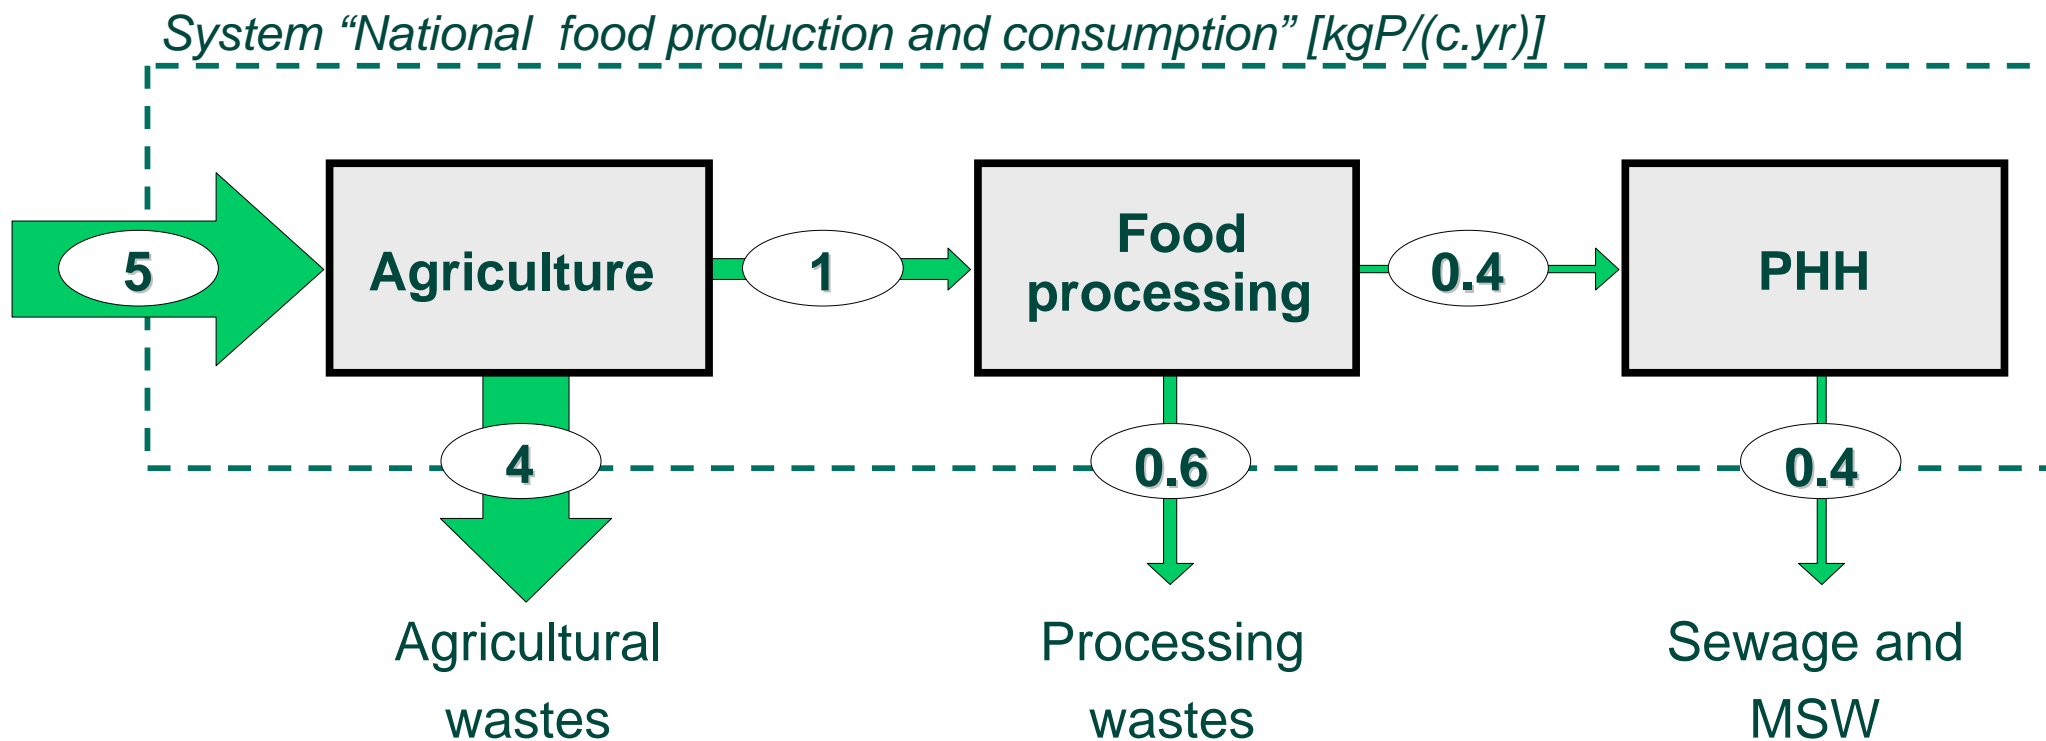 System “National food production and consumption” [kgP/(c.yr)]
5
Agriculture
1
Food
processing
0.4
PHH
4
0.6
0.4
Agricultural
wastes
Processing
wastes
Sewage and
MSW